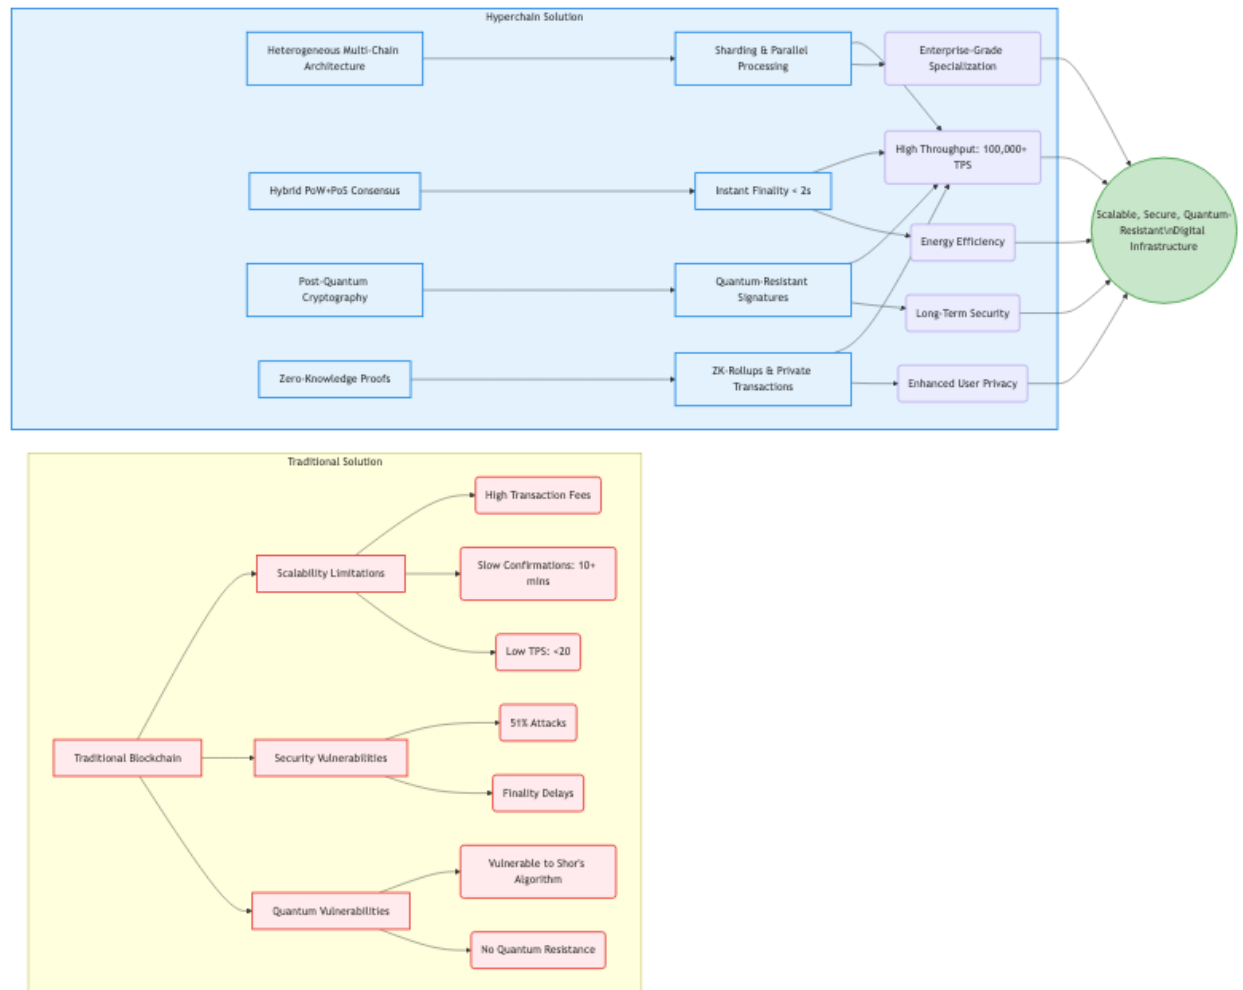 Hyperchain Solution
Heterogeneous Multi-Chain
Architecture
Sharding & Parallel
Processing
Enterprise-Grade
Specialization
High Throughput: 100,000+
TPS
Hybrid PoW+PoS Consensus
Instant Finality < 2s
Energy Efficiency
Scalable, Secure, Quantum-
Resistant\nDigital
Infrastructure
Post-Quantum
Cryptography
Quantum-Resistant
Signatures
Long-Term Security
Zero-Knowledge Proofs
ZK-Rollups & Private
Transactions
Enhanced User Privacy
Traditional Solution
High Transaction Fees
Scalability Limitations
Slow Confirmations: 10+
mins
Low TPS: <20
51% Attacks
Traditional Blockchain
Security Vulnerabilities
Finality Delays
Vulnerable to Shor's
Algorithm
Quantum Vulnerabilities
No Quantum Resistance